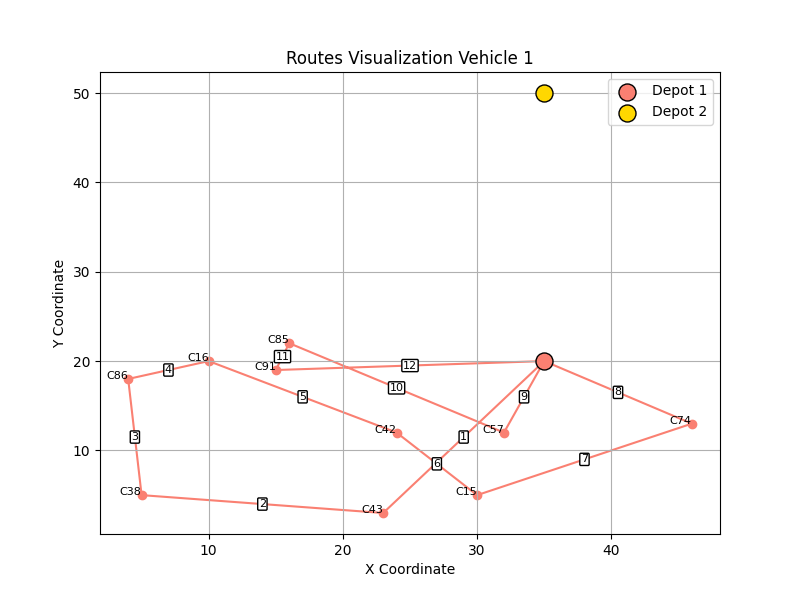 Routes Visualization Vehicle 1
Depot 1
Depot 2
Y Coordinate
50
40
30
20
10
C85
C16
11
C91
12
C86
4
10
8
5
9
C74
3
C42
1
C57
6
7
C38
C15
2
C43
10
20
30
40
X Coordinate